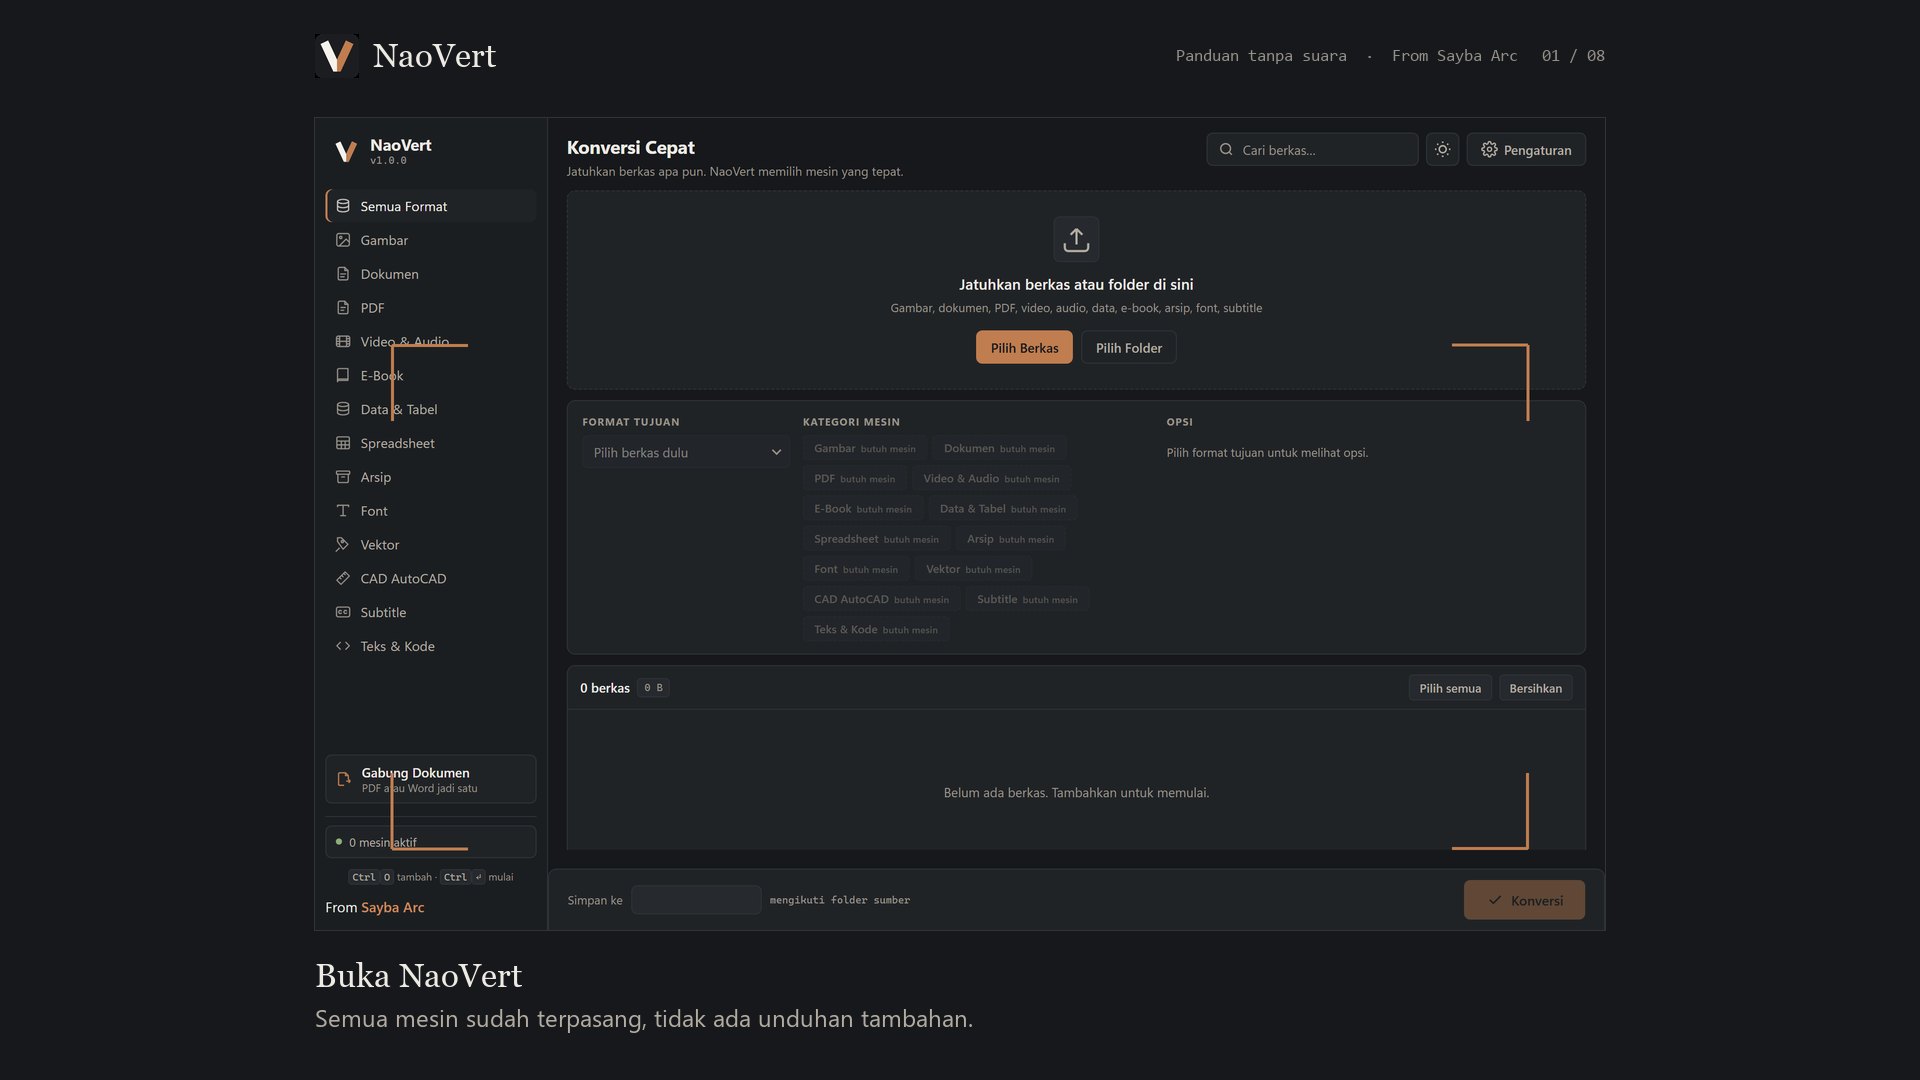 NaoVert
Panduan tanpa suara · From Sayba Arc 01 / 08
NaoVert
v1.0.0
Semua Format
Gambar
Dokumen
PDF
Video & Audio
E-Book
Data & Tabel
Spreadsheet
Arsip
Font
Vektor
CAD AutoCAD
Subtitle
Teks & Kode
Gabung Dokumen
PDF atau Word jadi satu
0 mesin aktif
Ctrl O tambah · Ctrl ⏎ mulai
From Sayba Arc
Konversi Cepat
Jatuhkan berkas apa pun. NaoVert memilih mesin yang tepat.
Cari berkas...
Pengaturan
Jatuhkan berkas atau folder di sini
Gambar, dokumen, PDF, video, audio, data, e-book, arsip, font, subtitle
Pilih Berkas
Pilih Folder
FORMAT TUJUAN
Pilih berkas dulu
KATEGORI MESIN
Gambar butuh mesin
Dokumen butuh mesin
PDF butuh mesin
Video & Audio butuh mesin
E-Book butuh mesin
Data & Tabel butuh mesin
Spreadsheet butuh mesin
Arsip butuh mesin
Font butuh mesin
Vektor butuh mesin
CAD AutoCAD butuh mesin
Subtitle butuh mesin
Teks & Kode butuh mesin
OPSI
Pilih format tujuan untuk melihat opsi.
0 berkas 0 B
Pilih semua
Bersihkan
Belum ada berkas. Tambahkan untuk memulai.
Simpan ke
mengikuti folder sumber
Konversi
Buka NaoVert
Semua mesin sudah terpasang, tidak ada unduhan tambahan.